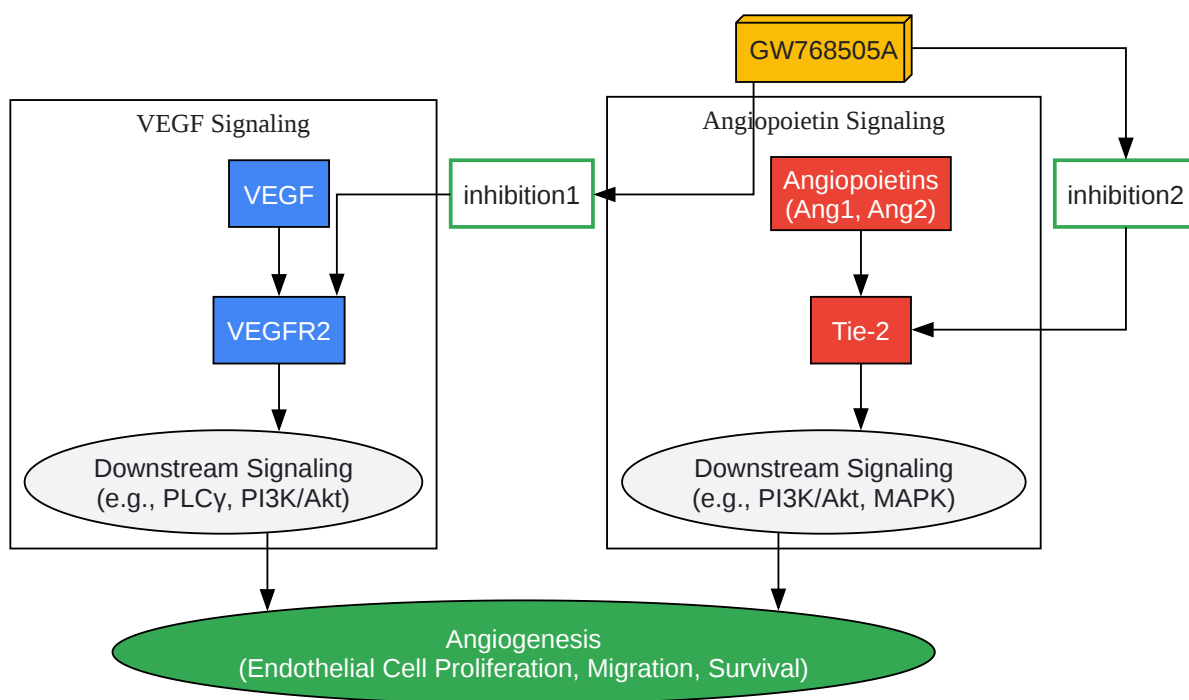 GW768505A
VEGF Signaling
Angiopoietin Signaling
VEGF
inhibition1
Angiopoietins
(Ang1, Ang2)
inhibition2
VEGFR2
Tie-2
Downstream Signaling
(e.g., PLCγ, PI3K/Akt)
Downstream Signaling
(e.g., PI3K/Akt, MAPK)
Angiogenesis
(Endothelial Cell Proliferation, Migration, Survival)